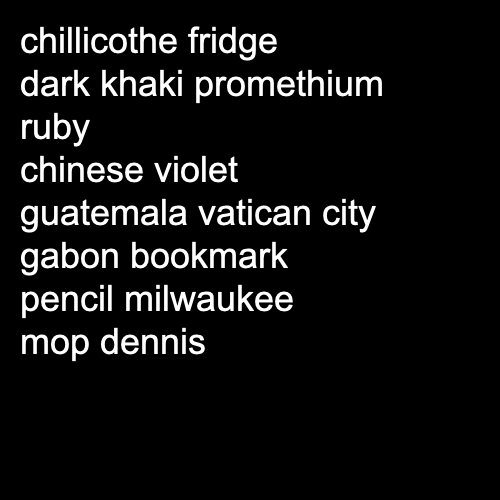 chillicothe fridge
dark khaki promethium
ruby
chinese violet
guatemala vatican city
gabon bookmark
pencil milwaukee
mop dennis